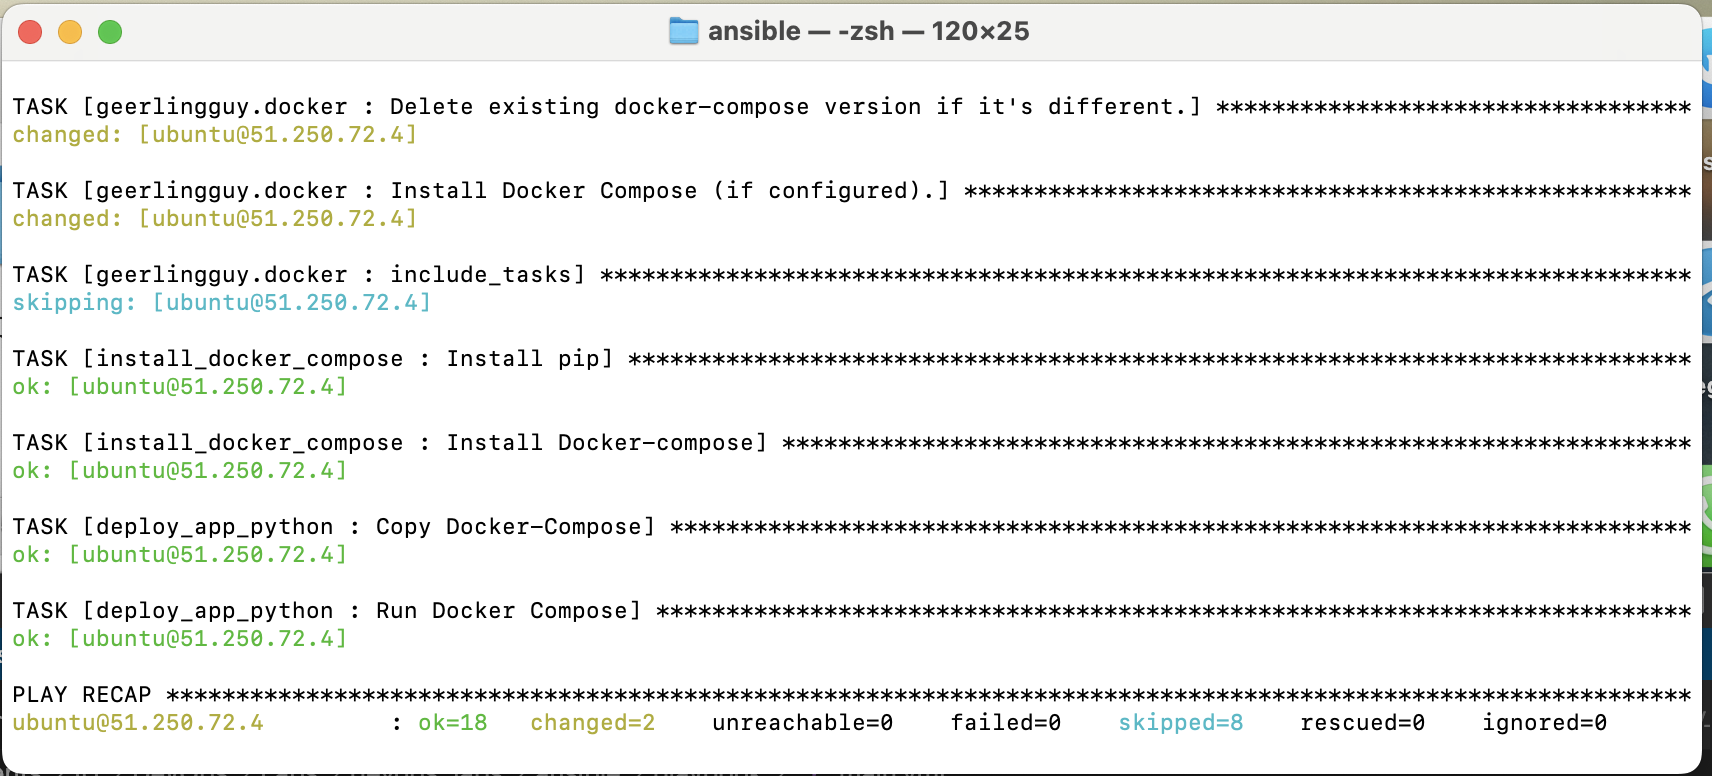 ansible — -zsh — 120×25
TASK [geerlingguy.docker : Delete existing docker-compose version if it's different.] **********************************
changed: [ubuntu@51.250.72.4]
TASK [geerlingguy.docker : Install Docker Compose (if configured).] ****************************************************
changed: [ubuntu@51.250.72.4]
TASK [geerlingguy.docker : include_tasks] ******************************************************************************
skipping: [ubuntu@51.250.72.4]
TASK [install_docker_compose : Install pip] ****************************************************************************
ok: [ubuntu@51.250.72.4]
TASK [install_docker_compose : Install Docker-compose] *****************************************************************
ok: [ubuntu@51.250.72.4]
TASK [deploy_app_python : Copy Docker-Compose] *************************************************************************
ok: [ubuntu@51.250.72.4]
TASK [deploy_app_python : Run Docker Compose] **************************************************************************
ok: [ubuntu@51.250.72.4]
PLAY RECAP *************************************************************************************************************
ubuntu@51.250.72.4 : ok=18 changed=2 unreachable=0 failed=0 skipped=8 rescued=0 ignored=0